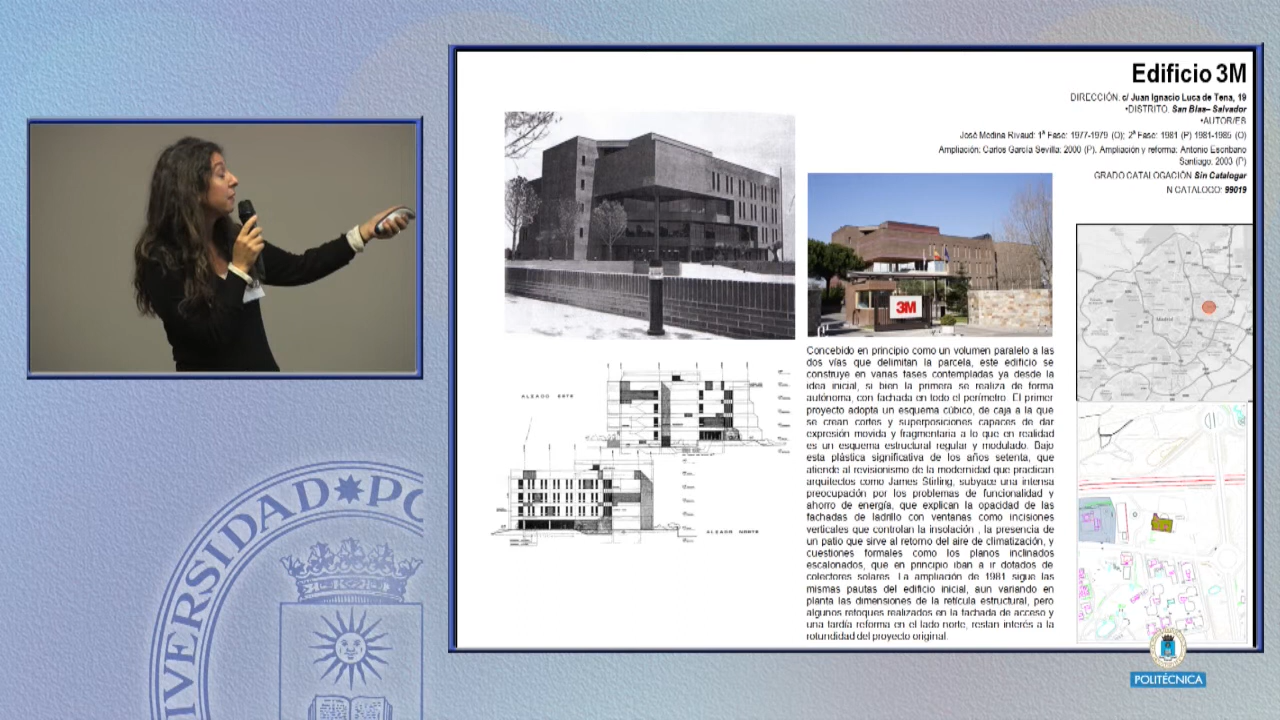 Edificio 3M
DIRECCIÓN. c/ Juan Ignacio Luca de Tena, 19
•DISTRITO. San Blas– Salvador
•AUTOR/ES
José Medina Rivaud: 1ª Fase: 1977-1979 (O); 2ª Fase: 1981 (P) 1981-1985 (O)
Ampliación: Carlos García Sevilla: 2000 (P). Ampliación y reforma: Antonio Escribano
Santiago: 2003 (P)
GRADO CATALOGACIÓN Sin Catalogar
N CATALOGO: 99019
3M
Concebido en principio como un volumen paralelo a las
dos vías que delimitan la parcela, este edificio se
construye en varias fases contempladas ya desde la
idea inicial, si bien la primera se realiza de forma
autónoma, con fachada en todo el perímetro. El primer
proyecto adopta un esquema cúbico, de caja a la que
se crean cortes y superposiciones capaces de dar
expresión movida y fragmentaria a lo que en realidad
es un esquema estructural regular y modulado. Bajo
esta plástica significativa de los años setenta, que
atiende al revisionismo de la modernidad que practican
arquitectos como James Stirling, subyace una intensa
preocupación por los problemas de funcionalidad y
ahorro de energía, que explican la opacidad de las
fachadas de ladrillo con ventanas como incisiones
verticales que controlan la insolación , la presencia de
un patio que sirve al retorno del aire de climatización, y
cuestiones formales como los planos inclinados
escalonados, que en principio iban a ir dotados de
colectores solares. La ampliación de 1981 sigue las
mismas pautas del edificio inicial, aun variando en
planta las dimensiones de la retícula estructural, pero
algunos retoques realizados en la fachada de acceso y
una tardía reforma en el lado norte, restan interés a la
rotundidad del proyecto original.
ALZADO ESTE
ALZADO NORTE
Madrid
VERSIDAD
POLITÉCNICA